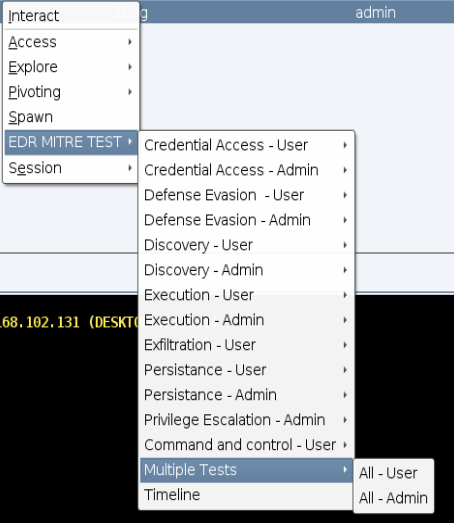 Interact
admin
Access
Explore
Pivoting
Spawn
EDR MITRE TEST
Session
Credential Access - User
Credential Access - Admin
Defense Evasion - User
Defense Evasion - Admin
Discovery - User
Discovery - Admin
Execution - User
Execution - Admin
Exfiltration - User
Persistance - User
Persistance - Admin
Privilege Escalation - Admin
Command and control - User
Multiple Tests
Timeline
All - User
All - Admin
68.102.131 (DESKT